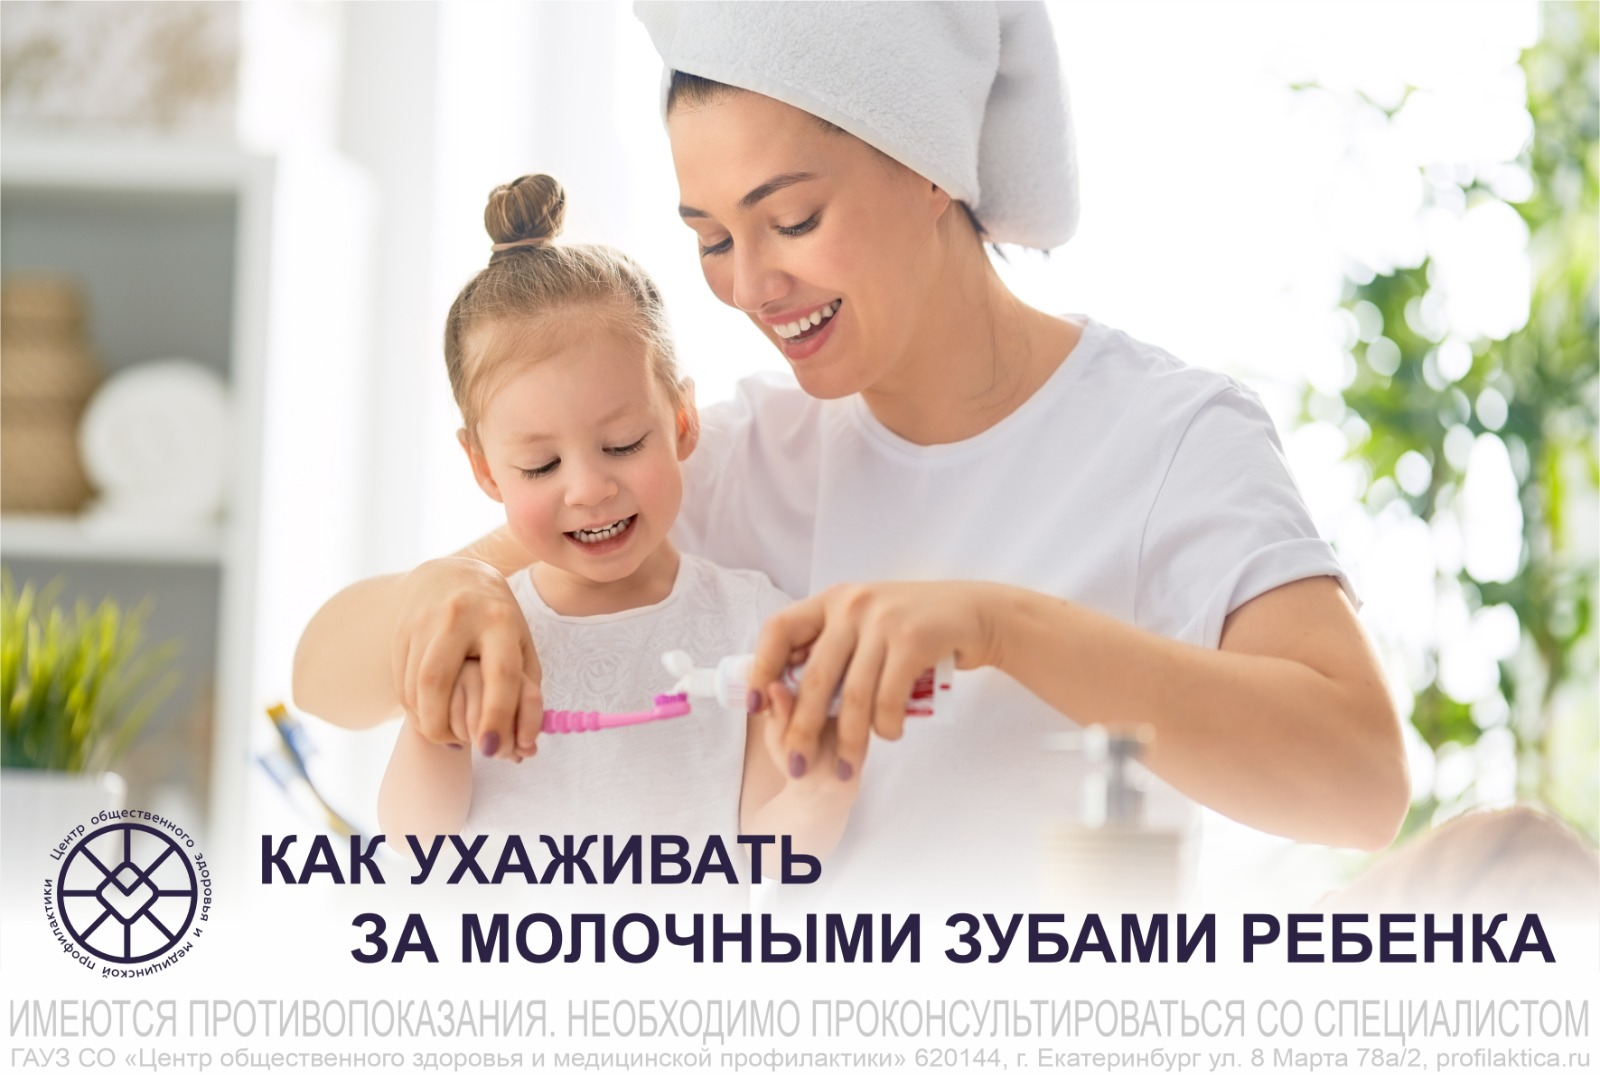 Центр общественного здоровья и медицинской профилактики
КАК УХАЖИВАТЬ
ЗА МОЛОЧНЫМИ ЗУБАМИ РЕБЕНКА
ИМЕЮТСЯ ПРОТИВОПОКАЗАНИЯ. НЕОБХОДИМО ПРОКОНСУЛЬТИРОВАТЬСЯ СО СПЕЦИАЛИСТОМ
ГАУЗ СО «Центр общественного здоровья и медицинской профилактики» 620144, г. Екатеринбург ул. 8 Марта 78а/2, profilaktica.ru